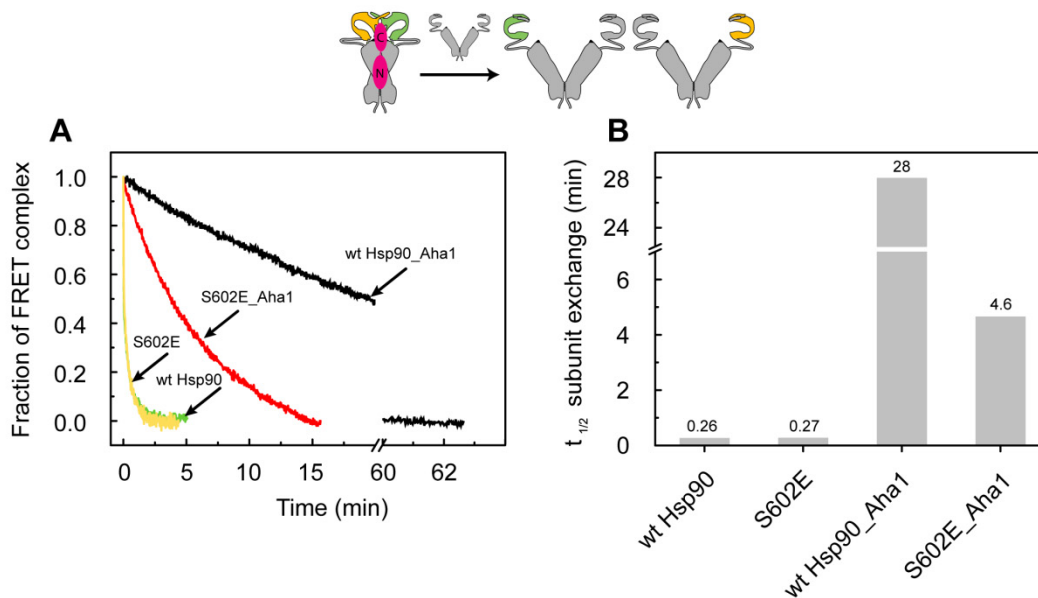 C
N
A
Fraction of FRET complex
1.0
0.8
0.6
0.4
0.2
0.0
wt Hsp90_Aha1
S602E_Aha1
S602E
wt Hsp90
0 5 10 15 60 62
Time (min)
B
t 1/2 subunit exchange (min)
28
24
6
4
2
0
0.26
0.27
28
4.6
wt Hsp90
S602E
wt Hsp90_Aha1
S602E_Aha1